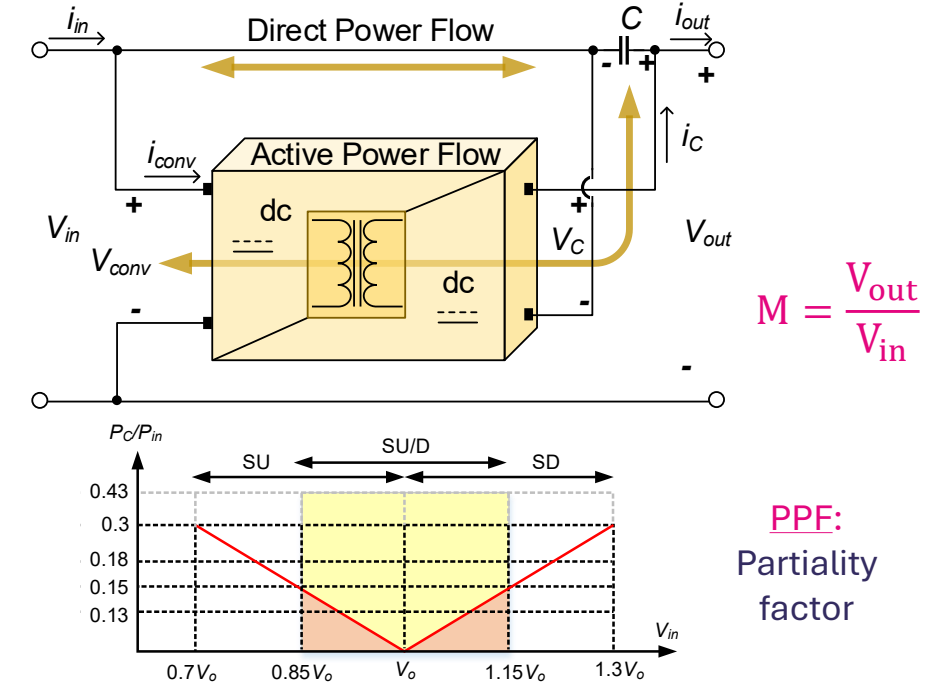 i_in
Direct Power Flow
C
i_out
-
+
+
i_C
i_conv
Active Power Flow
+
dc
+
V_in
V_C
V_out
V_conv
dc
-
-
-
M = V_out / V_in
P_C/P_in
SU/D
SU
SD
0.43
0.3
0.18
0.15
0.13
V_in
0.7V_o
0.85V_o
V_o
1.15V_o
1.3V_o
PPF:
Partiality
factor